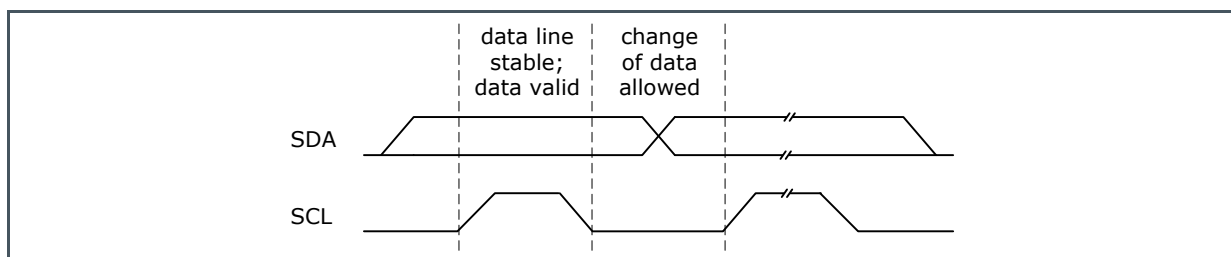 data line
stable;
data valid
change
of data
allowed
SDA
SCL